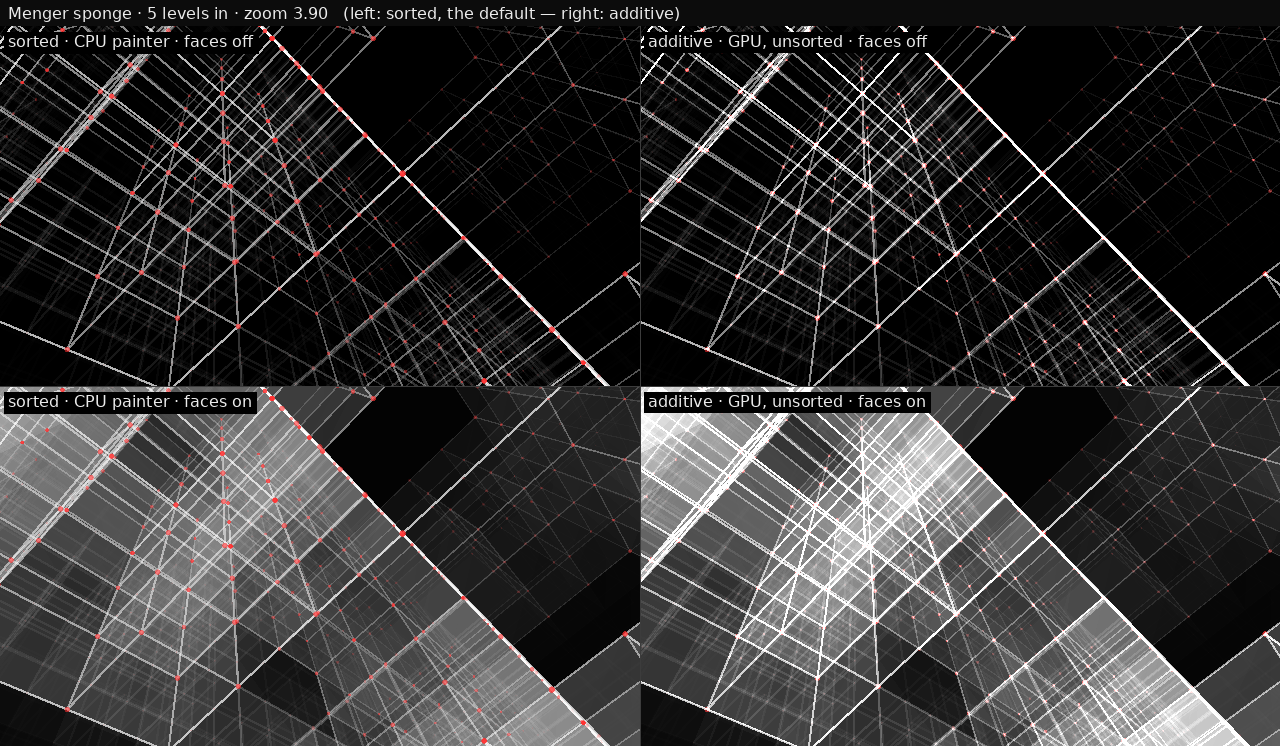 Menger sponge · 5 levels in · zoom 3.90   (left: sorted, the default — right: additive)
sorted · CPU painter · faces off
additive · GPU, unsorted · faces off
sorted · CPU painter · faces on
additive · GPU, unsorted · faces on